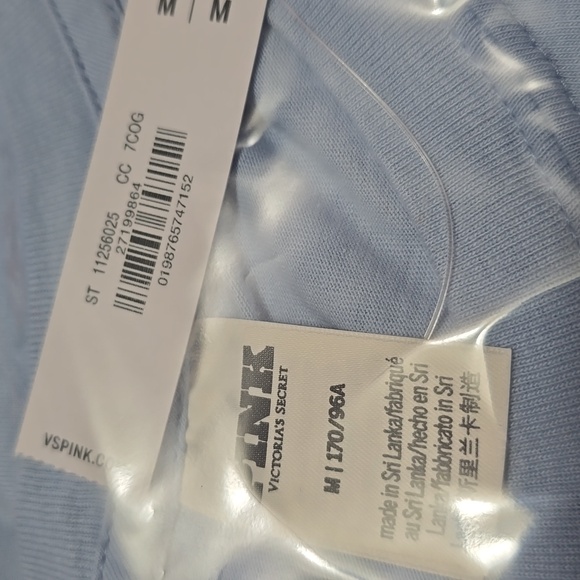 M | M
ST 11256025 CC 7COG
27199864
0198765747152
VSPINK.C
PINK
VICTORIA'S SECRET
M | 170/96A
made in Sri Lanka/fabriqué
au Sri Lanka/hecho en Sri
Lanka/fabbricato in Sri
斯里兰卡制造